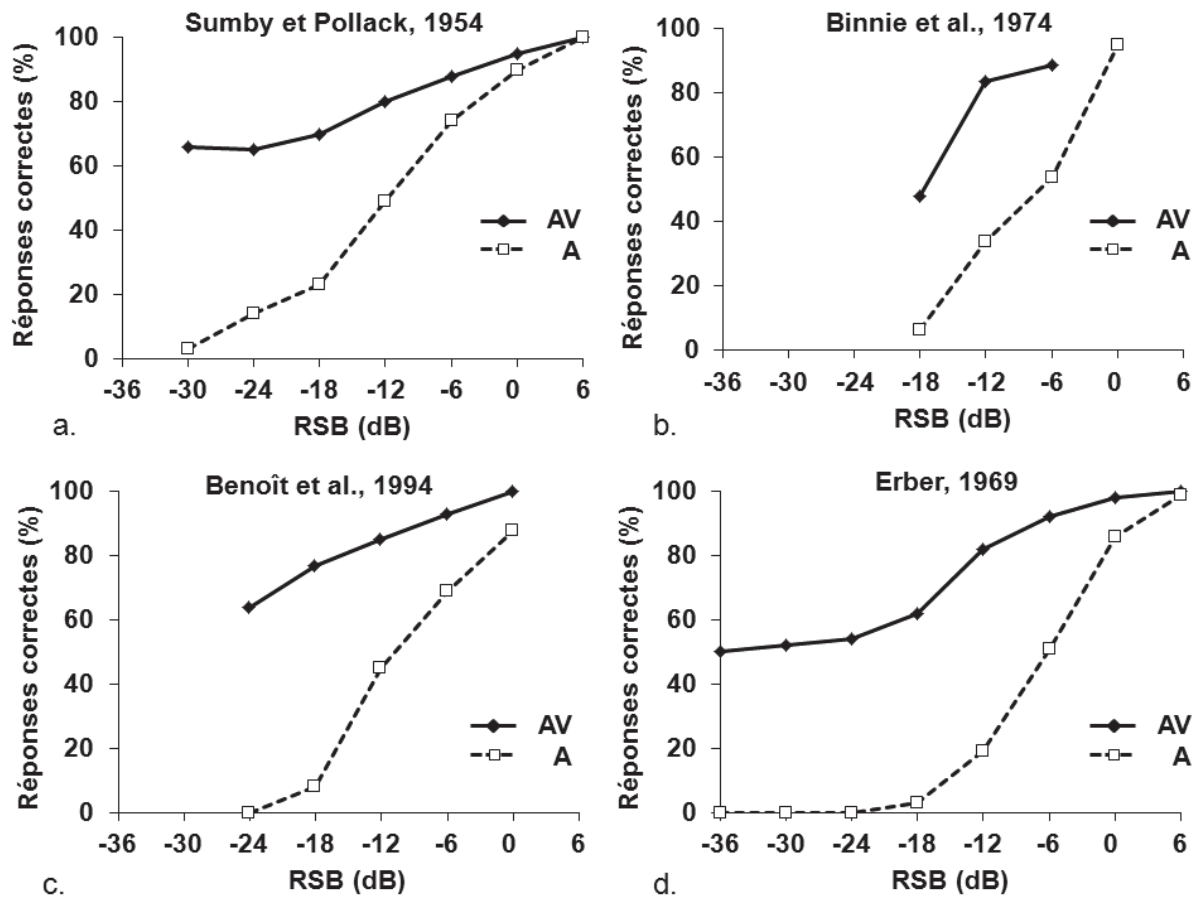 Sumby et Pollack, 1954
Réponses correctes (%)
100
80
60
40
20
0
AV
A
-36 -30 -24 -18 -12 -6 0 6
RSB (dB)
a.
Binnie et al., 1974
Réponses correctes (%)
100
80
60
40
20
0
AV
A
-36 -30 -24 -18 -12 -6 0 6
RSB (dB)
b.
Benoît et al., 1994
Réponses correctes (%)
100
80
60
40
20
0
AV
A
-36 -30 -24 -18 -12 -6 0 6
RSB (dB)
c.
Erber, 1969
Réponses correctes (%)
100
80
60
40
20
0
AV
A
-36 -30 -24 -18 -12 -6 0 6
RSB (dB)
d.